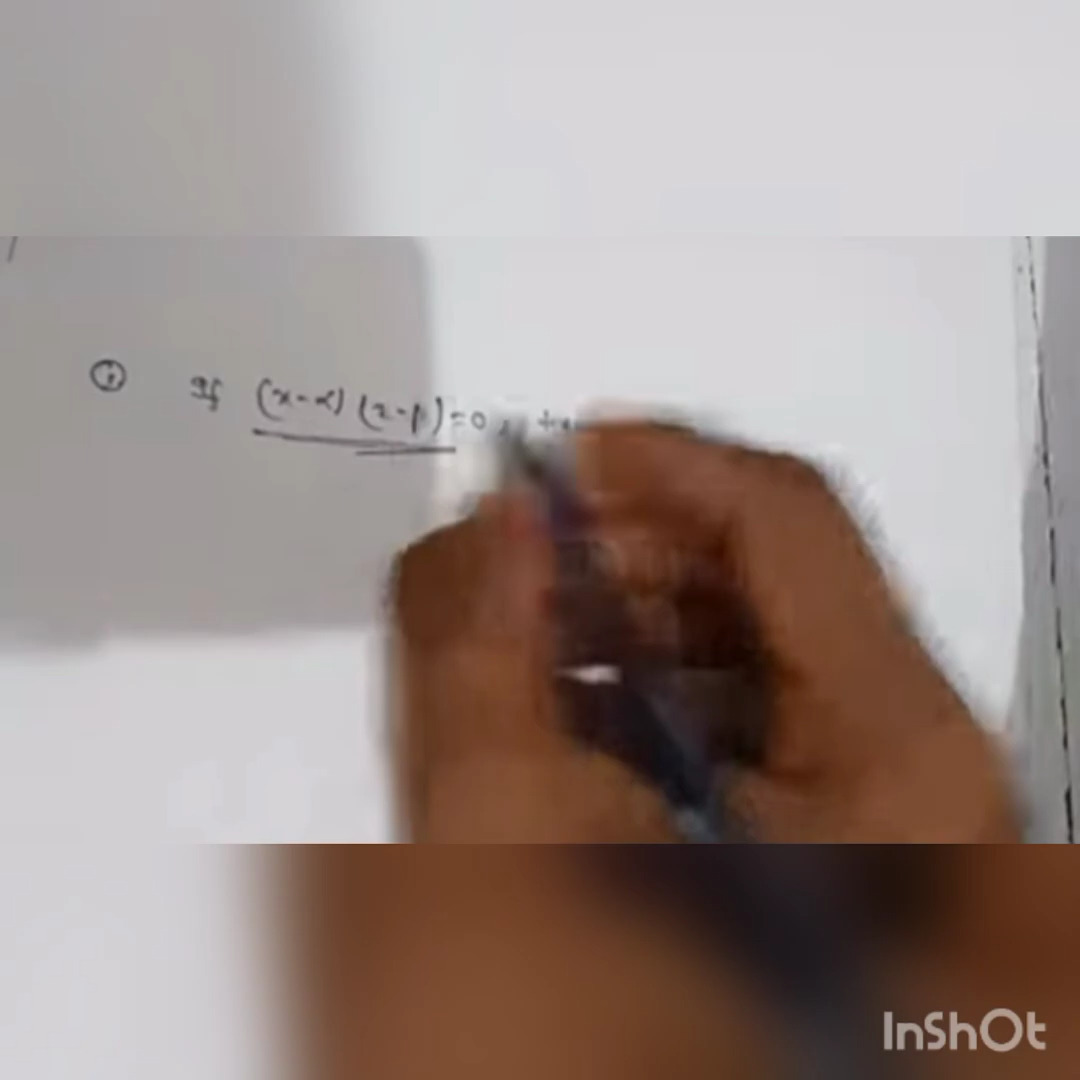 ① If (x-α) (x-β)=0,
InShOt